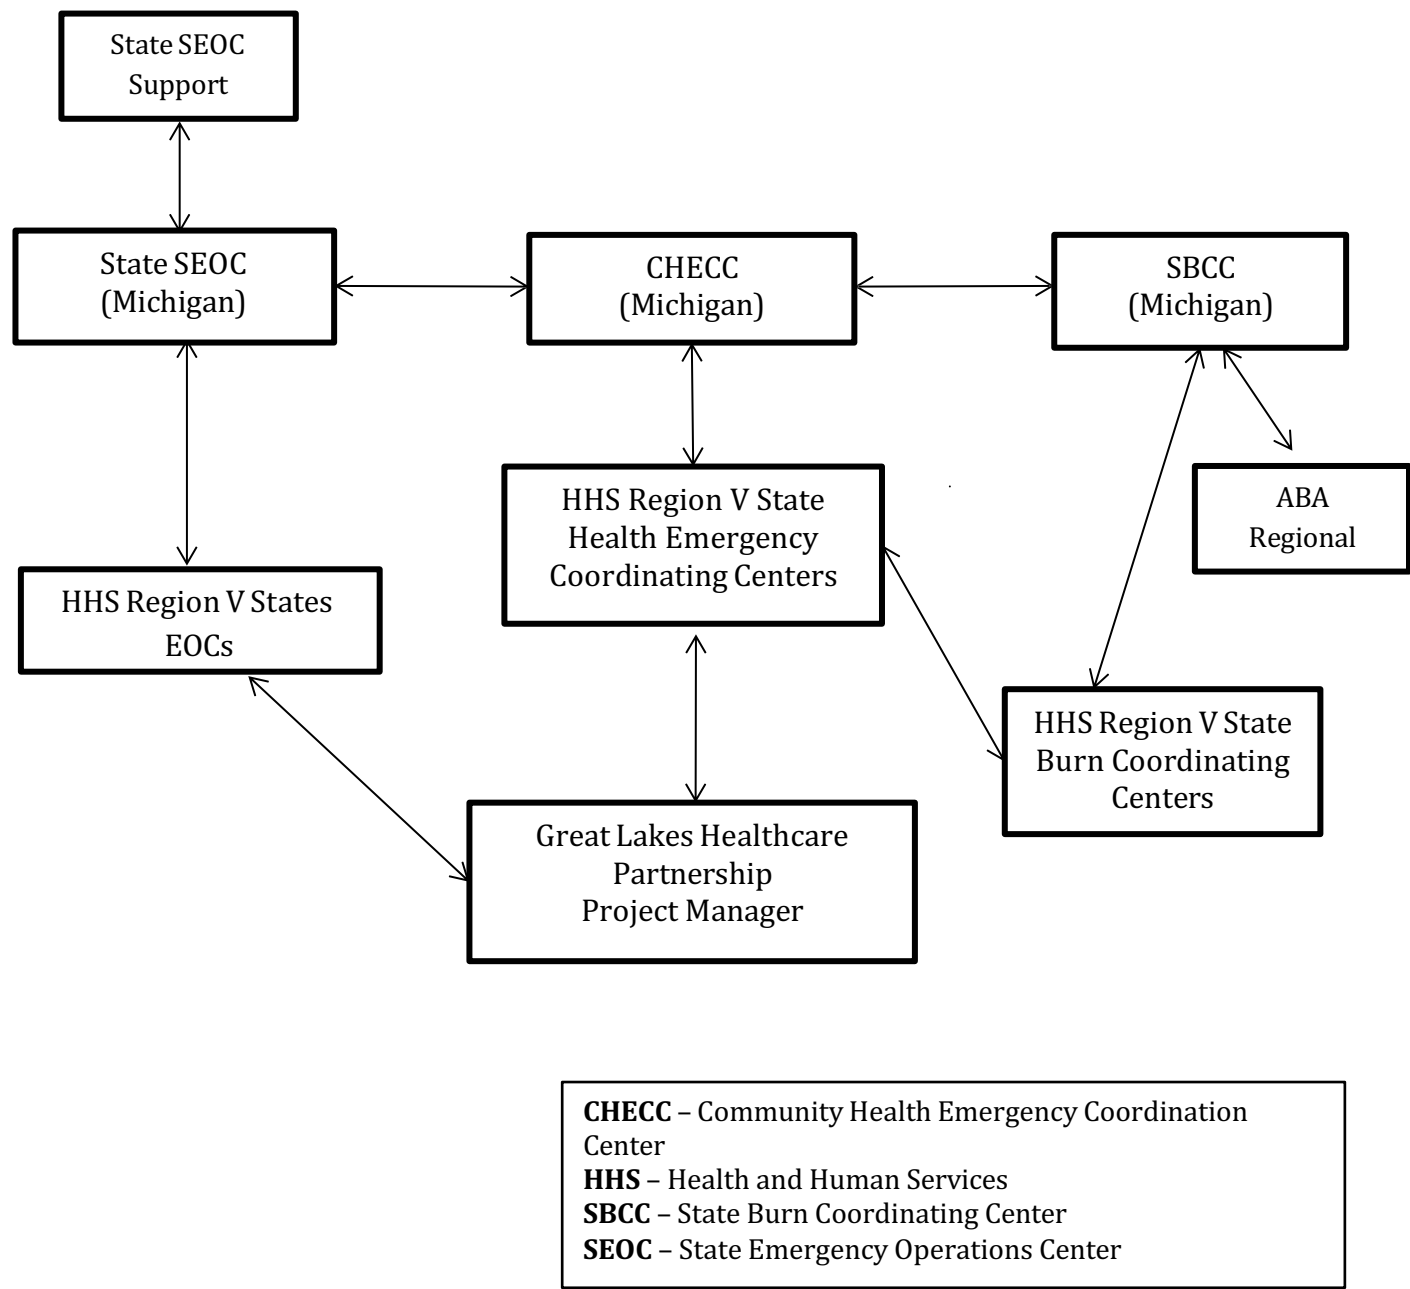 State SEOC
Support
State SEOC
(Michigan)
CHECC
(Michigan)
SBCC
(Michigan)
HHS Region V State
Health Emergency
Coordinating Centers
ABA
Regional
HHS Region V States
EOCs
HHS Region V State
Burn Coordinating
Centers
Great Lakes Healthcare
Partnership
Project Manager
CHECC – Community Health Emergency Coordination
Center
HHS – Health and Human Services
SBCC – State Burn Coordinating Center
SEOC – State Emergency Operations Center